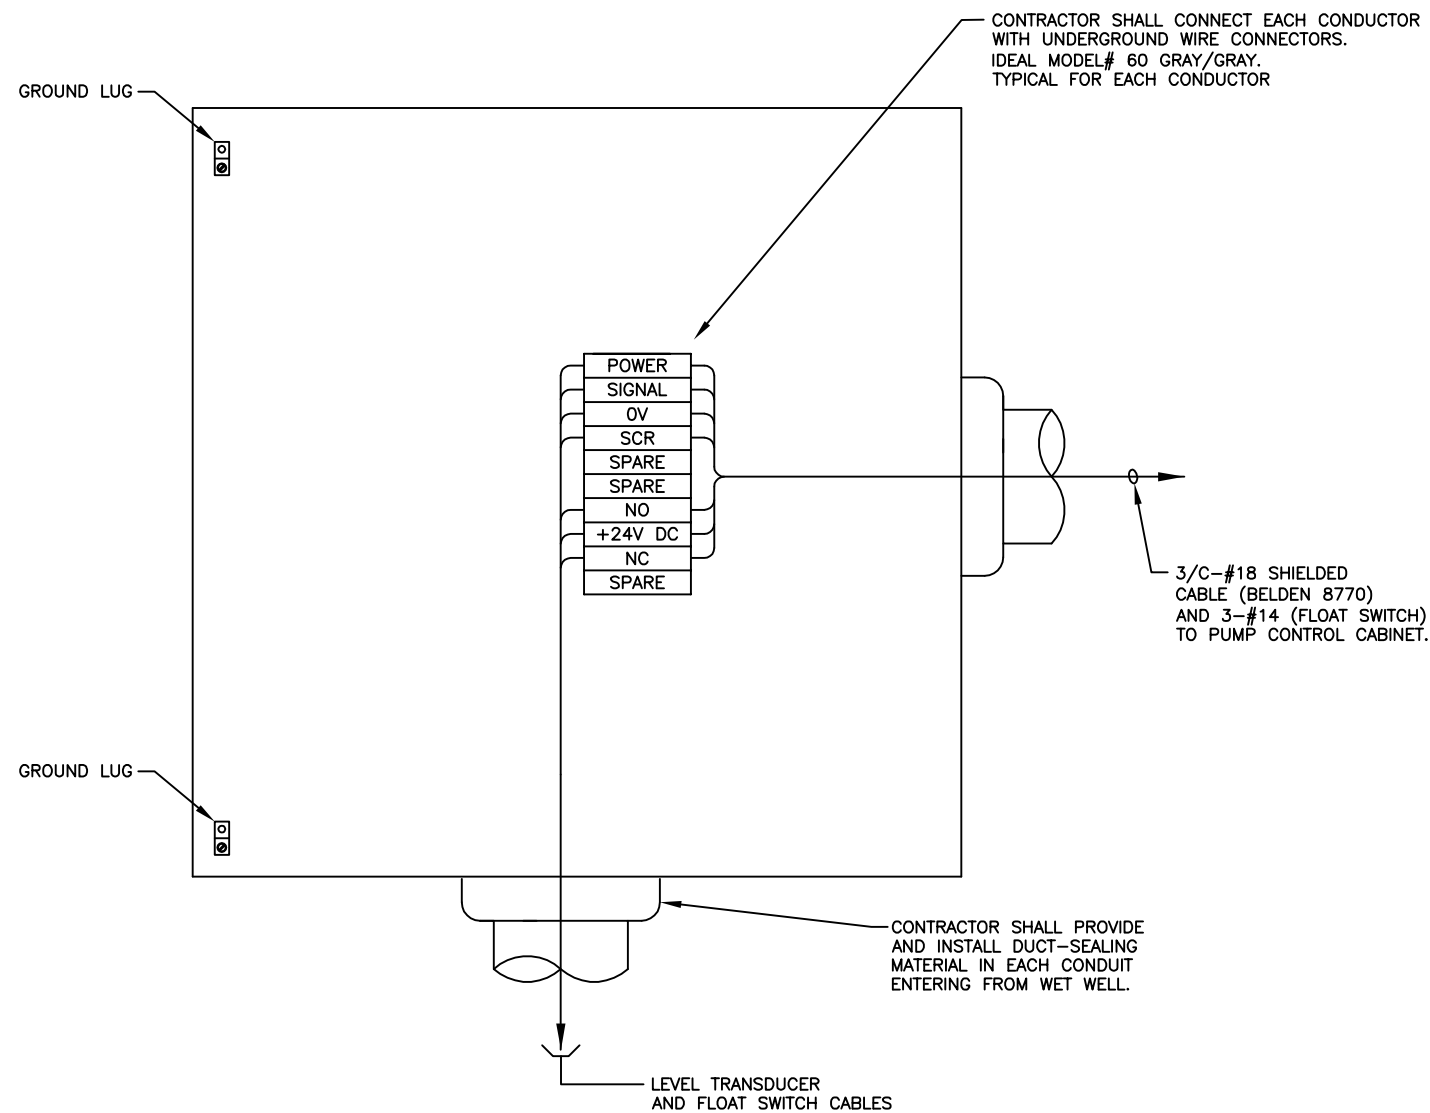 CONTRACTOR SHALL CONNECT EACH CONDUCTOR
WITH UNDERGROUND WIRE CONNECTORS.
IDEAL MODEL# 60 GRAY/GRAY.
TYPICAL FOR EACH CONDUCTOR
GROUND LUG
POWER
SIGNAL
0V
SCR
SPARE
SPARE
NO
+24V DC
NC
SPARE
3/C-#18 SHIELDED
CABLE (BELDEN 8770)
AND 3-#14 (FLOAT SWITCH)
TO PUMP CONTROL CABINET.
GROUND LUG
CONTRACTOR SHALL PROVIDE
AND INSTALL DUCT-SEALING
MATERIAL IN EACH CONDUIT
ENTERING FROM WET WELL.
LEVEL TRANSDUCER
AND FLOAT SWITCH CABLES